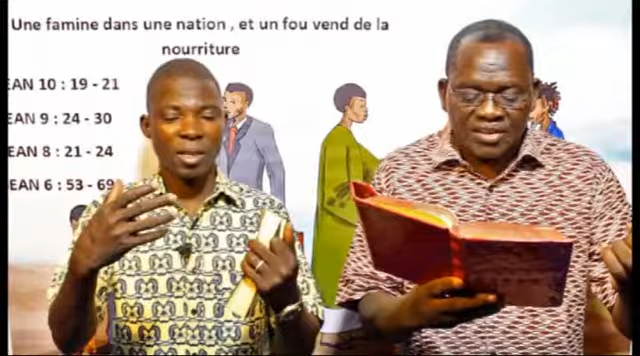 Une famine dans une nation , et un fou vend de la
nourriture
EAN 10 : 19 - 21
EAN 9 : 24 - 30
EAN 8 : 21 - 24
EAN 6 : 53 - 69